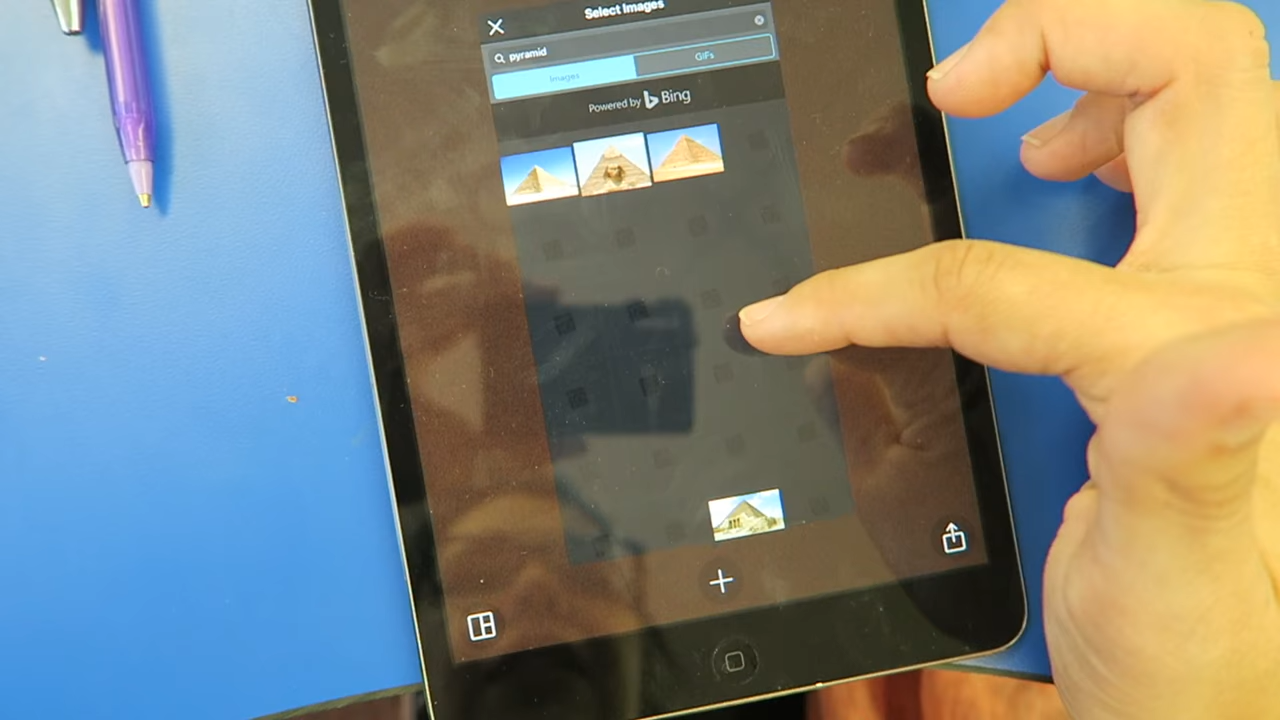 Select Images
pyramid
Images
GIFs
Powered by Bing